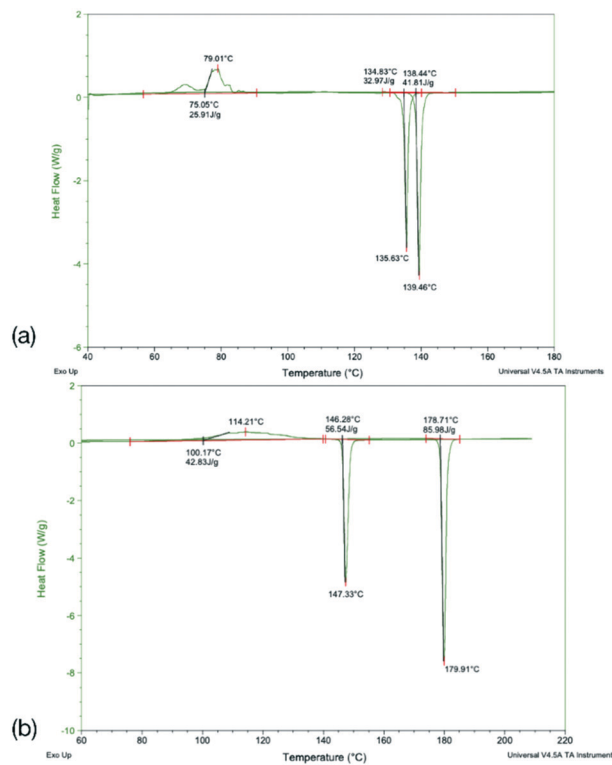 2
79.01°C
134.83°C 138.44°C
32.97J/g 41.81J/g
0
75.05°C
25.91J/g
Heat Flow (W/g)
-2
-4
135.63°C
139.46°C
-6
(a)
40 60 80 100 120 140 160 180
Exo Up Temperature (°C) Universal V4.5A TA Instruments
2
114.21°C 146.28°C 178.71°C
56.54J/g 85.98J/g
0
100.17°C
42.83J/g
-2
Heat Flow (W/g)
-4
147.33°C
-6
-8
179.91°C
-10
(b)
60 80 100 120 140 160 180 200 220
Exo Up Temperature (°C) Universal V4.5A TA Instruments